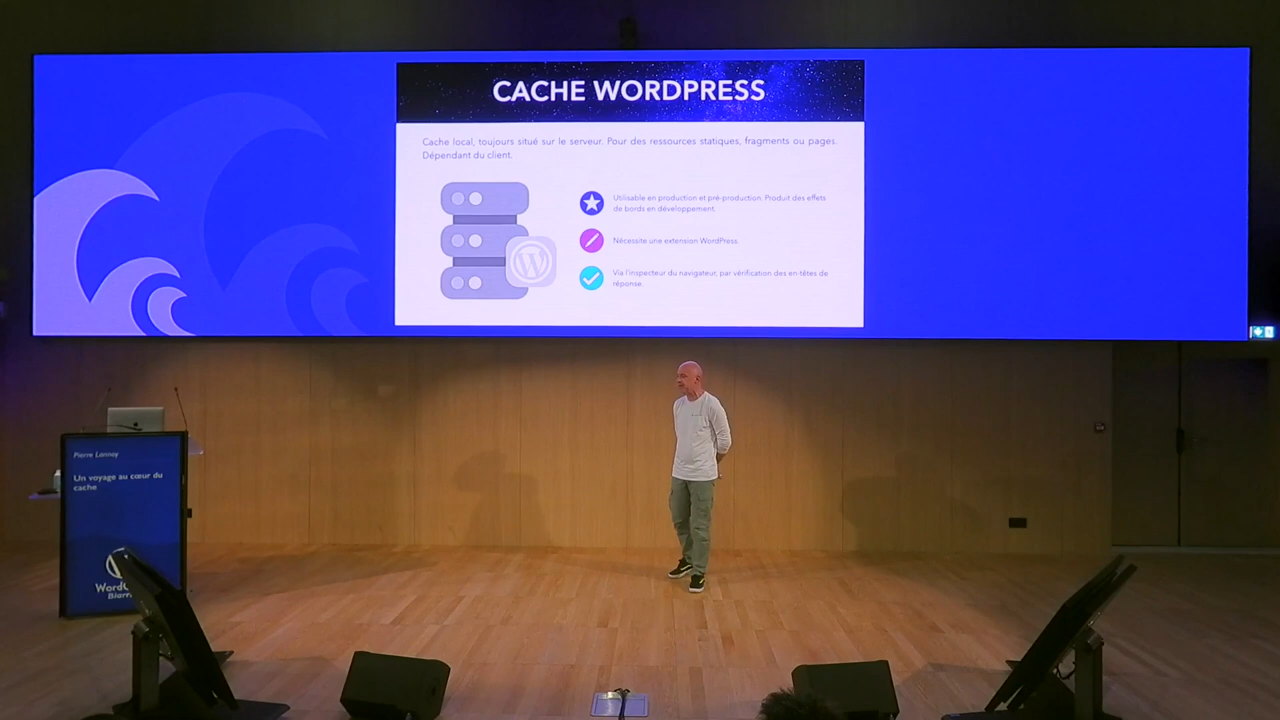 CACHE WORDPRESS
Cache local, toujours situé sur le serveur. Pour des ressources statiques, fragments ou pages.
Dépendant du client.
Utilisable en production et pré-production. Produit des effets
de bords en développement.
Nécessite une extension WordPress.
Via l'inspecteur du navigateur, par vérification des en-têtes de
réponse.
Pierre Lannoy
Un voyage au cœur du
cache